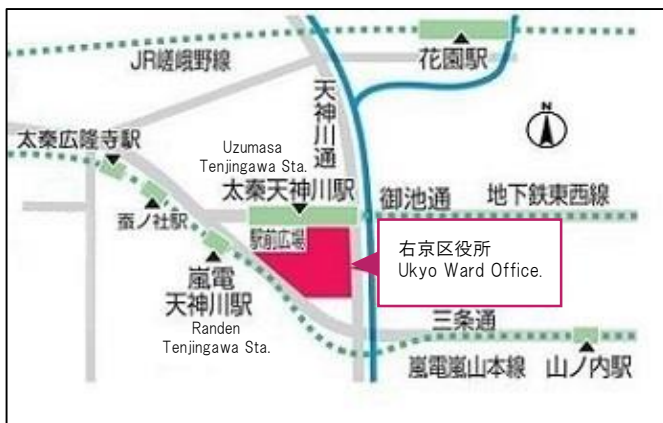 JR嵯峨野線
花園駅
天神川通
N
太秦広隆寺駅
Uzumasa
Tenjingawa Sta.
太秦天神川駅
御池通
地下鉄東西線
蚕ノ社駅
駅前広場
右京区役所
Ukyo Ward Office.
嵐電
天神川駅
Randen
Tenjingawa Sta.
三条通
嵐電嵐山本線
山ノ内駅